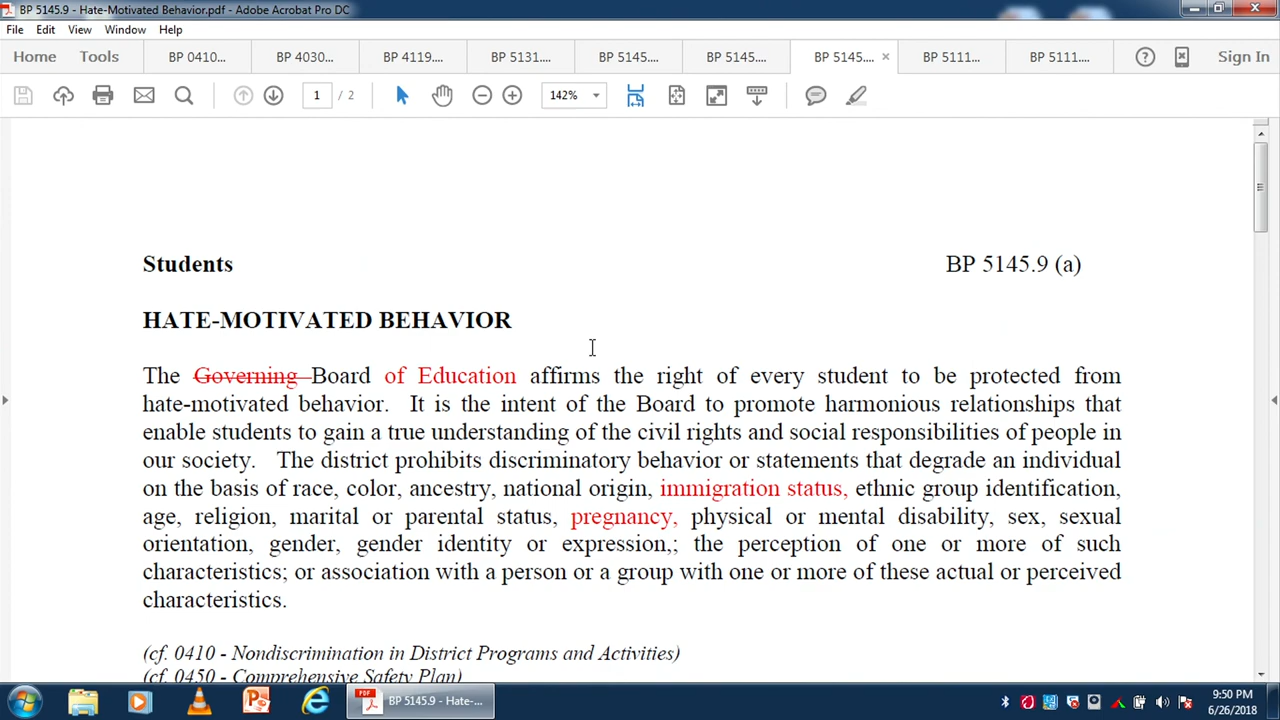 BP 5145.9 - Hate-Motivated Behavior.pdf - Adobe Acrobat Pro DC
File Edit View Window Help
Home Tools BP 0410... BP 4030... BP 4119.... BP 5131.... BP 5145.... BP 5145.... BP 5145.... × BP 5111... BP 5111.... Sign In
1 / 2 142%
Students BP 5145.9 (a)
HATE-MOTIVATED BEHAVIOR
The Governing Board of Education affirms the right of every student to be protected from
hate-motivated behavior. It is the intent of the Board to promote harmonious relationships that
enable students to gain a true understanding of the civil rights and social responsibilities of people in
our society. The district prohibits discriminatory behavior or statements that degrade an individual
on the basis of race, color, ancestry, national origin, immigration status, ethnic group identification,
age, religion, marital or parental status, pregnancy, physical or mental disability, sex, sexual
orientation, gender, gender identity or expression,; the perception of one or more of such
characteristics; or association with a person or a group with one or more of these actual or perceived
characteristics.
(cf. 0410 - Nondiscrimination in District Programs and Activities)
(cf. 0450 - Comprehensive Safety Plan)
PDF BP 5145.9 - Hate-...
9:50 PM
6/26/2018